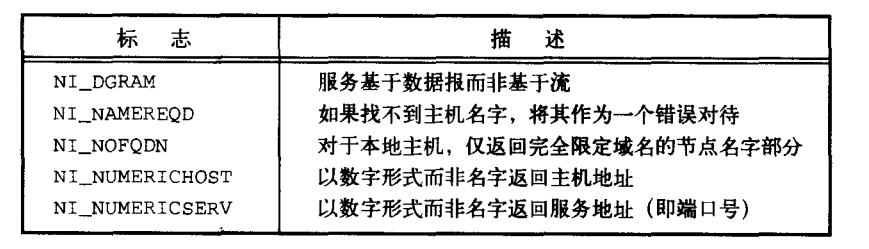 标 志 描 述
NI_DGRAM 服务基于数据报而非基于流
NI_NAMEREQD 如果找不到主机名字，将其作为一个错误对待
NI_NOFQDN 对于本地主机，仅返回完全限定域名的节点名字部分
NI_NUMERICHOST 以数字形式而非名字返回主机地址
NI_NUMERICSERV 以数字形式而非名字返回服务地址（即端口号）